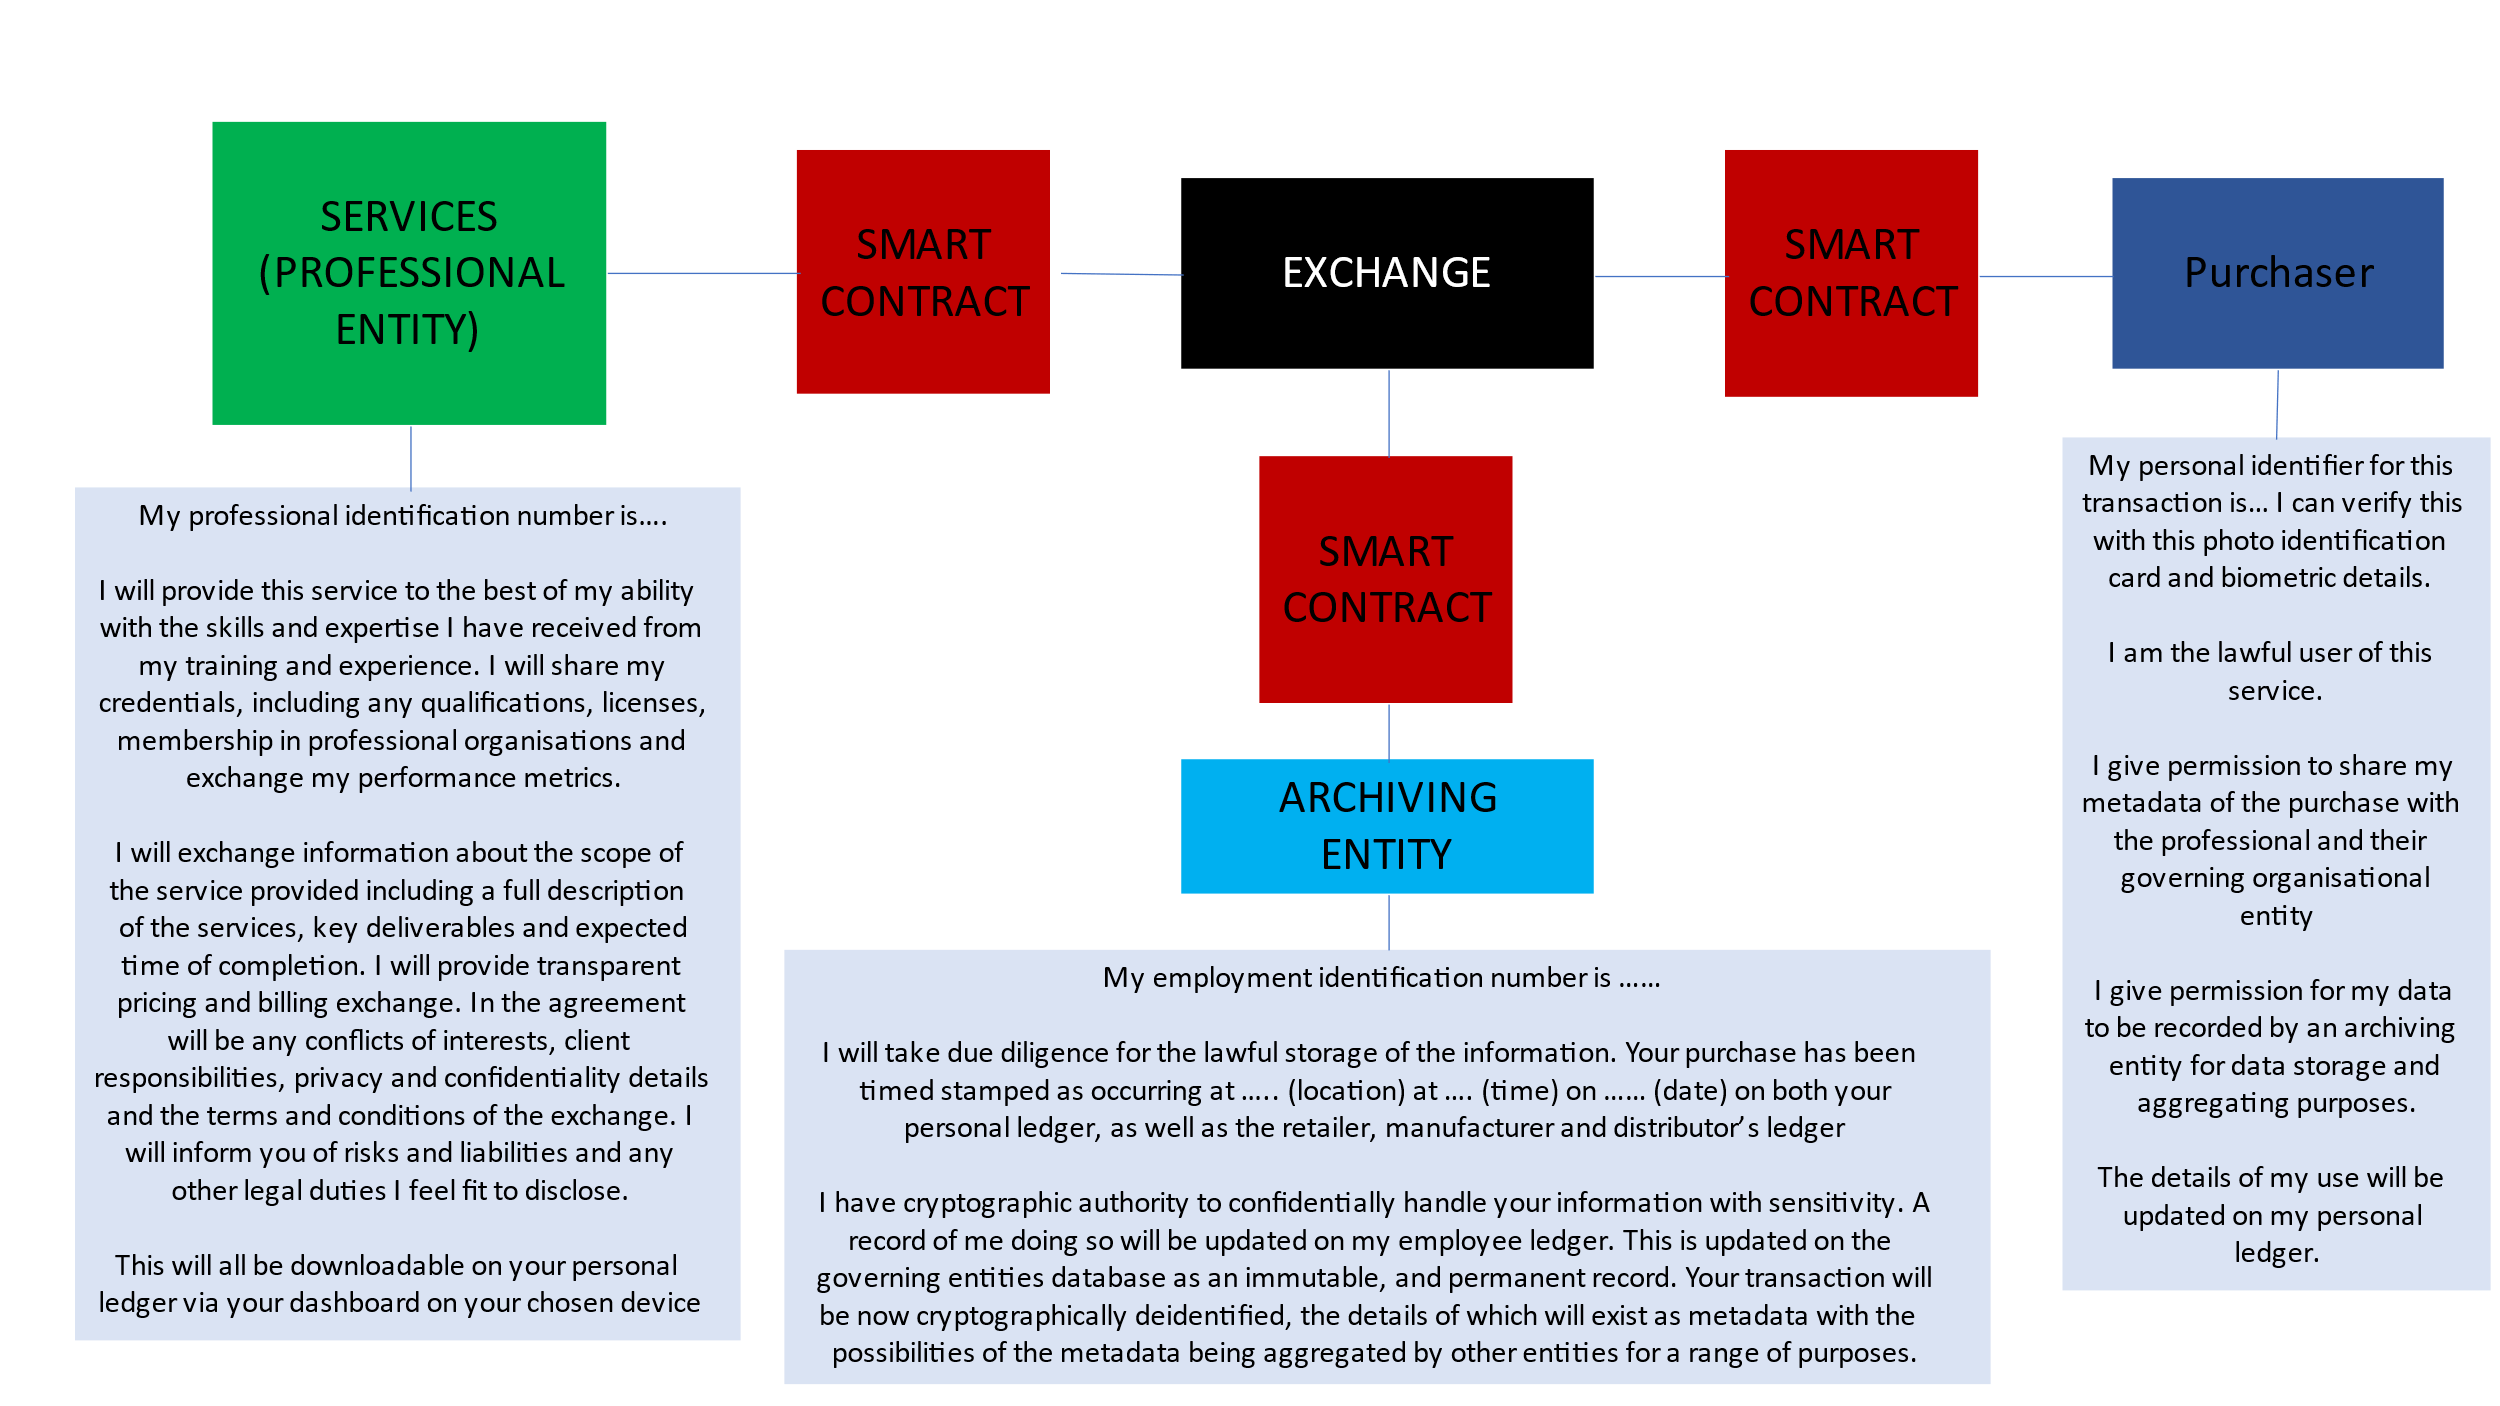 SERVICES
(PROFESSIONAL
ENTITY)
SMART
CONTRACT
EXCHANGE
SMART
CONTRACT
Purchaser
SMART
CONTRACT
ARCHIVING
ENTITY
My professional identification number is....
I will provide this service to the best of my ability
with the skills and expertise I have received from
my training and experience. I will share my
credentials, including any qualifications, licenses,
membership in professional organisations and
exchange my performance metrics.
I will exchange information about the scope of
the service provided including a full description
of the services, key deliverables and expected
time of completion. I will provide transparent
pricing and billing exchange. In the agreement
will be any conflicts of interests, client
responsibilities, privacy and confidentiality details
and the terms and conditions of the exchange. I
will inform you of risks and liabilities and any
other legal duties I feel fit to disclose.
This will all be downloadable on your personal
ledger via your dashboard on your chosen device
My employment identification number is ......
I will take due diligence for the lawful storage of the information. Your purchase has been
timed stamped as occurring at ..... (location) at .... (time) on ...... (date) on both your
personal ledger, as well as the retailer, manufacturer and distributor’s ledger
I have cryptographic authority to confidentially handle your information with sensitivity. A
record of me doing so will be updated on my employee ledger. This is updated on the
governing entities database as an immutable, and permanent record. Your transaction will
be now cryptographically deidentified, the details of which will exist as metadata with the
possibilities of the metadata being aggregated by other entities for a range of purposes.
My personal identifier for this
transaction is... I can verify this
with this photo identification
card and biometric details.
I am the lawful user of this
service.
I give permission to share my
metadata of the purchase with
the professional and their
governing organisational
entity
I give permission for my data
to be recorded by an archiving
entity for data storage and
aggregating purposes.
The details of my use will be
updated on my personal
ledger.